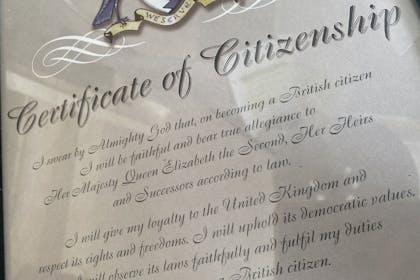 WE SERVE
Certificate of Citizenship
I swear by Almighty God that, on becoming a British citizen
I will be faithful and bear true allegiance to
Her Majesty Queen Elizabeth the Second, Her Heirs
and Successors according to law.
I will give my loyalty to the United Kingdom and
respect its rights and freedoms. I will uphold its democratic values.
I will observe its laws faithfully and fulfil my duties
British citizen.